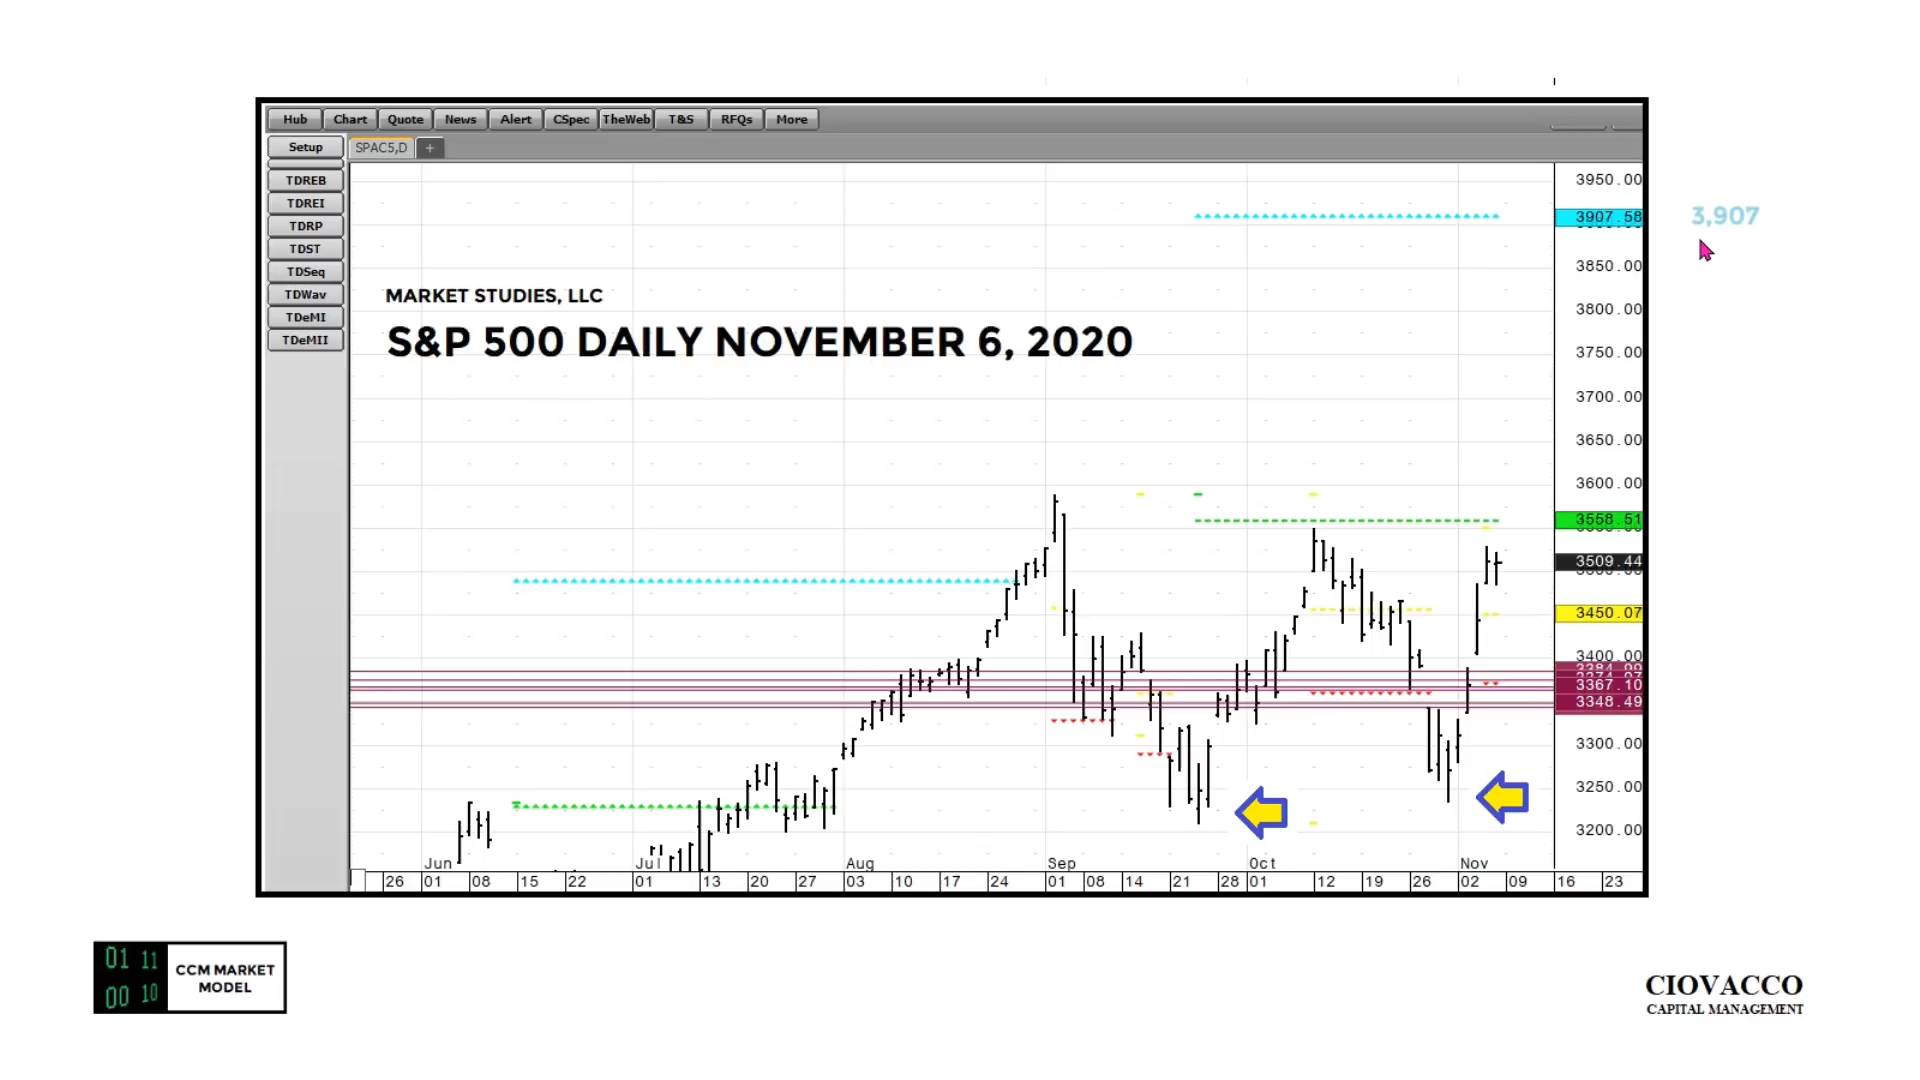 Hub Chart Quote News Alert CSpec TheWeb T&S RFQs More
Setup SPAC5,D +
TDREB
TDREI
TDRP
TDST
TDSeq
TDWav
TDeMI
TDeMII
MARKET STUDIES, LLC
S&P 500 DAILY NOVEMBER 6, 2020
3950.00
3907.58
3,907
3850.00
3800.00
3750.00
3700.00
3650.00
3600.00
3558.51
3509.44
3450.07
3400.00
3367.10
3348.49
3300.00
3250.00
3200.00
Jun Jul Aug Sep Oct Nov
26 01 08 15 22 01 13 20 27 03 10 17 24 01 08 14 21 28 01 12 19 26 02 09 16 23
01 11
00 10
CCM MARKET
MODEL
CIOVACCO
CAPITAL MANAGEMENT